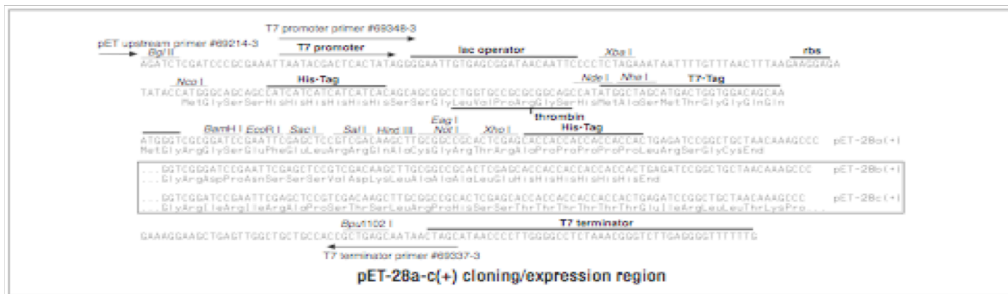 T7 promoter primer #69348-3
pET upstream primer #69214-3
Bgl II T7 promoter lac operator Xba I rbs
AGATCTCGATCCCGCGAAATTAATACGACTCACTATAGGGGAATTGTGAGCGGATAACAATTCCCCTCTAGAAATAATTTTGTTTAACTTTAAGAAGGAGA
Nco I His-Tag Nde I Nhe I T7-Tag
TATACCATGGGCAGCAGCCATCATCATCATCATCACAGCAGCGGCCTGGTGCCGCGCGGCAGCCATATGGCTAGCATGACTGGTGGACAGCAA
MetGlySerSerHisHisHisHisHisHisSerSerGlyLeuValProArgGlySerHisMetAlaSerMetThrGlyGlyGlnGln
thrombin
BamH I EcoR I Sac I Sal I Hind III Eag I Not I Xho I His-Tag
ATGGGTCGCGGATCCGAATTCGAGCTCCGTCGACAAGCTTGCGGCCGCACTCGAGCACCACCACCACCACCACTGAGATCCGGCTGCTAACAAAGCCC pET-28a(+)
MetGlyArgGlySerGluPheGluLeuArgArgGlnAlaCysGlyArgThrArgAlaProProProProProProLeuArgSerGlyCysEnd
...GGTCGGGATCCGAATTCGAGCTCCGTCGACAAGCTTGCGGCCGCACTCGAGCACCACCACCACCACCACTGAGATCCGGCTGCTAACAAAGCCC pET-28b(+)
...GlyArgAspProAsnSerSerSerValAspLysLeuAlaAlaAlaLeuGluHisHisHisHisHisHisEnd
...GGTCGGATCCGAATTCGAGCTCCGTCGACAAGCTTGCGGCCGCACTCGAGCACCACCACCACCACCACTGAGATCCGGCTGCTAACAAAGCCC pET-28c(+)
...GlyArgIleArgIleArgAlaProSerThrSerLeuArgProHisSerSerThrThrThrThrThrThrGluIleArgLeuLeuThrLysPro...
Bpu1102 I T7 terminator
GAAAGGAAGCTGAGTTGGCTGCTGCCACCGCTGAGCAATAACTAGCATAACCCCTTGGGGCCTCTAAACGGGTCTTGAGGGGTTTTTTG
T7 terminator primer #69337-3
pET-28a-c(+) cloning/expression region